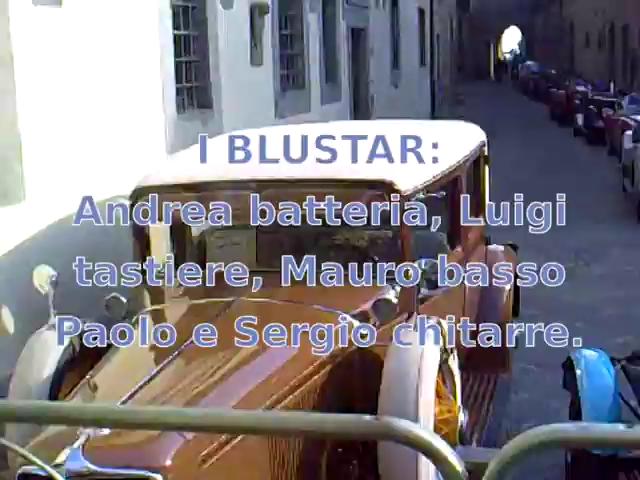 I BLUSTAR:
Andrea batteria, Luigi
tastiere, Mauro basso
Paolo e Sergio chitarre.